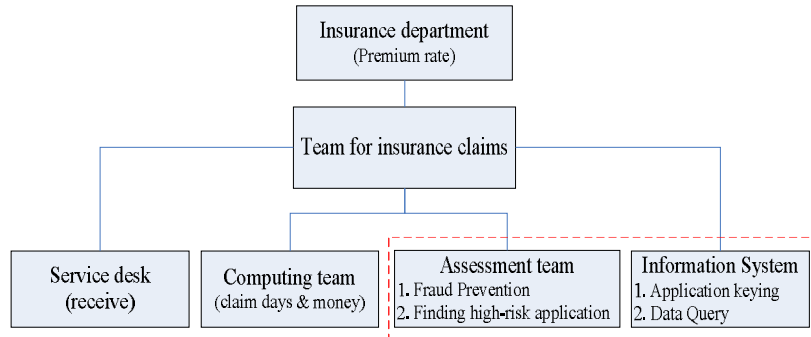 Insurance department
(Premium rate)
Team for insurance claims
Service desk
(receive)
Computing team
(claim days & money)
Assessment team
1. Fraud Prevention
2. Finding high-risk application
Information System
1. Application keying
2. Data Query